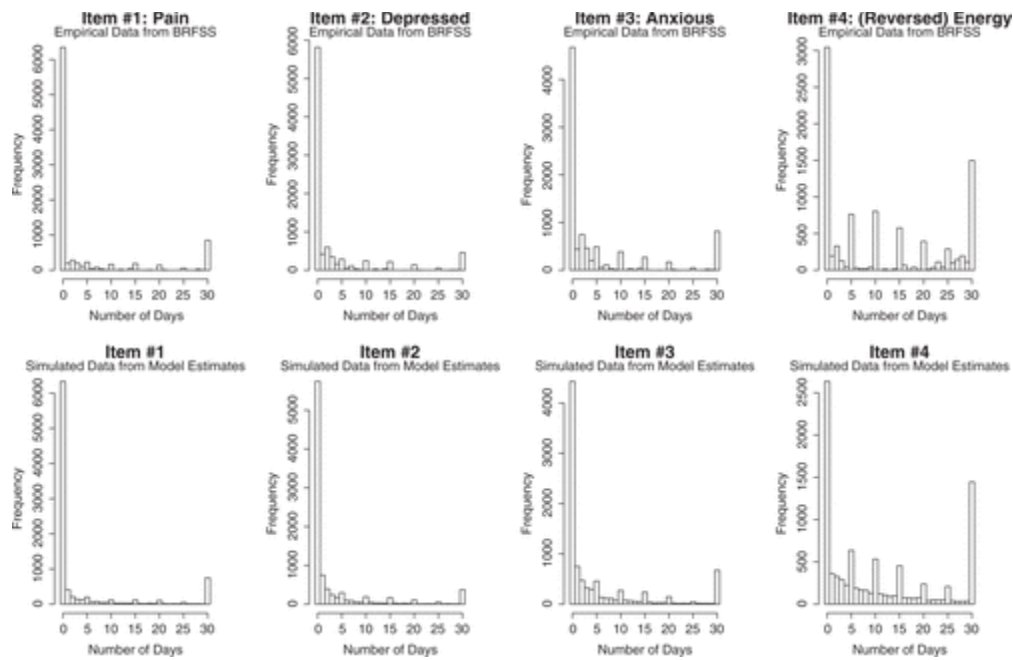 Item #1: Pain
Empirical Data from BRFSS
Frequency
0 1000 2000 3000 4000 5000 6000
0 5 10 15 20 25 30
Number of Days
Item #2: Depressed
Empirical Data from BRFSS
Frequency
0 1000 2000 3000 4000 5000 6000
0 5 10 15 20 25 30
Number of Days
Item #3: Anxious
Empirical Data from BRFSS
Frequency
0 1000 2000 3000 4000
0 5 10 15 20 25 30
Number of Days
Item #4: (Reversed) Energy
Empirical Data from BRFSS
Frequency
0 500 1000 1500 2000 2500 3000
0 5 10 15 20 25 30
Number of Days
Item #1
Simulated Data from Model Estimates
Frequency
0 1000 2000 3000 4000 5000 6000
0 5 10 15 20 25 30
Number of Days
Item #2
Simulated Data from Model Estimates
Frequency
0 1000 2000 3000 4000 5000
0 5 10 15 20 25 30
Number of Days
Item #3
Simulated Data from Model Estimates
Frequency
0 1000 2000 3000 4000
0 5 10 15 20 25 30
Number of Days
Item #4
Simulated Data from Model Estimates
Frequency
0 500 1000 1500 2000 2500
0 5 10 15 20 25 30
Number of Days